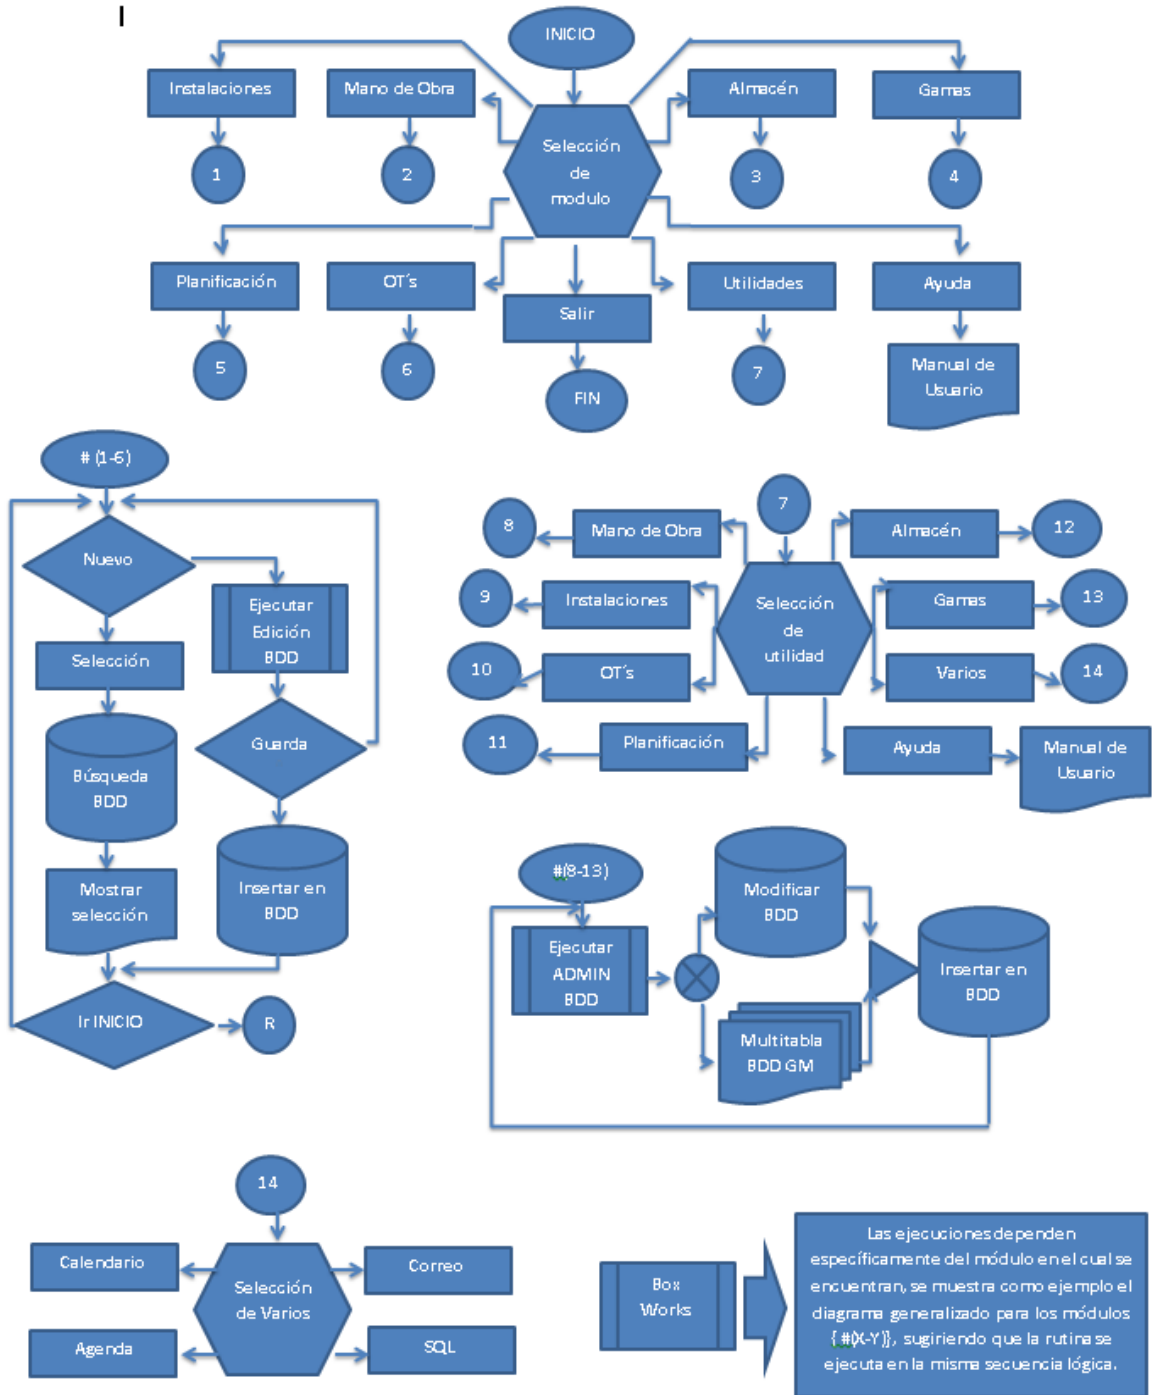 I
INICIO
Instalaciones
Mano de Obra
Almacén
Gamas
Selección
de
modulo
1
2
3
4
Planificación
OT´s
Salir
Utilidades
Ayuda
5
6
FIN
7
Manual de
Usuario
# (1-6)
Nuevo
Ejecutar
Edición
BDD
Selección
Guarda
Búsqueda
BDD
Mostrar
selección
Insertar en
BDD
Ir INICIO
R
7
8
Mano de Obra
Almacén
12
9
Instalaciones
Selección
de
utilidad
Gamas
13
10
OT´s
Varios
14
11
Planificación
Ayuda
Manual de
Usuario
#(8-13)
Ejecutar
ADMIN
BDD
Modificar
BDD
Multitabla
BDD GM
Insertar en
BDD
14
Calendario
Selección
de Varios
Correo
Agenda
SQL
Box
Works
Las ejecuciones dependen
específicamente del módulo en el cual se
encuentran, se muestra como ejemplo el
diagrama generalizado para los módulos
{ #(X-Y)}, sugiriendo que la rutina se
ejecuta en la misma secuencia lógica.